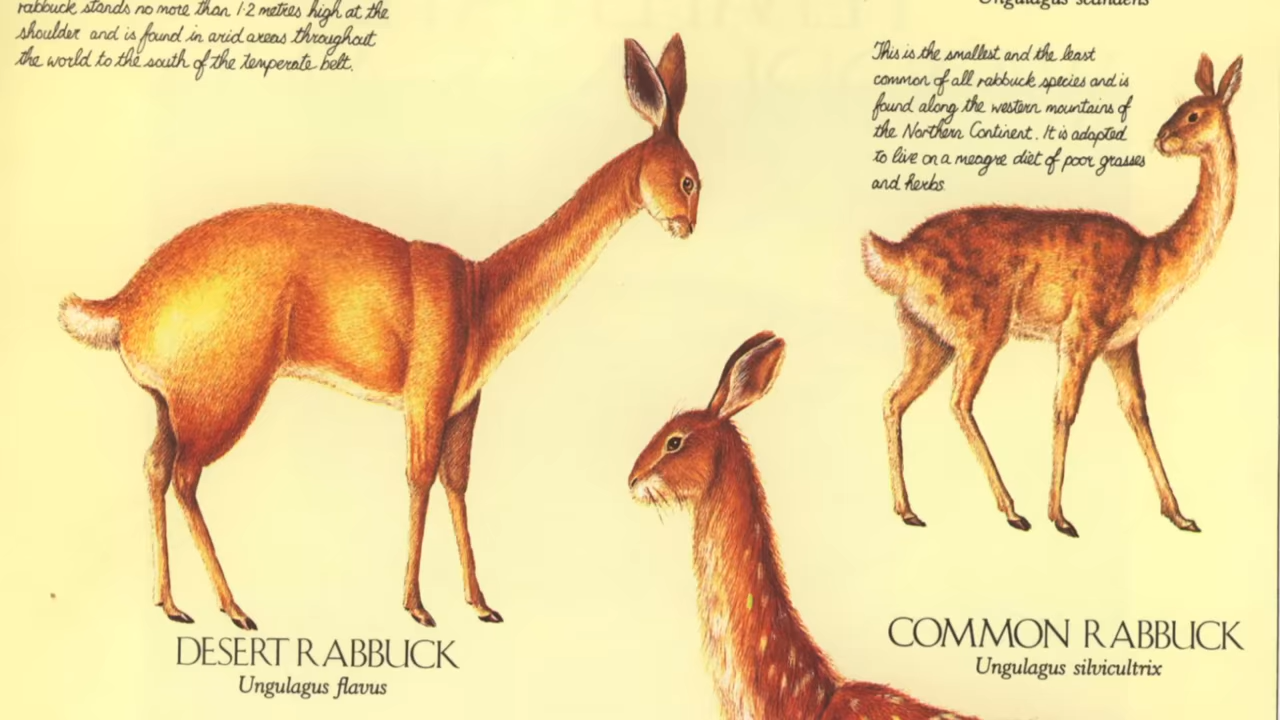 rabbuck stands no more than 1·2 metres high at the
shoulder and is found in arid areas throughout
the world to the south of the temperate belt.
Ungulagus scandens
This is the smallest and the least
common of all rabbuck species and is
found along the western mountains of
the Northern Continent. It is adapted
to live on a meagre diet of poor grasses
and herbs.
DESERT RABBUCK
Ungulagus flavus
COMMON RABBUCK
Ungulagus silvicultrix